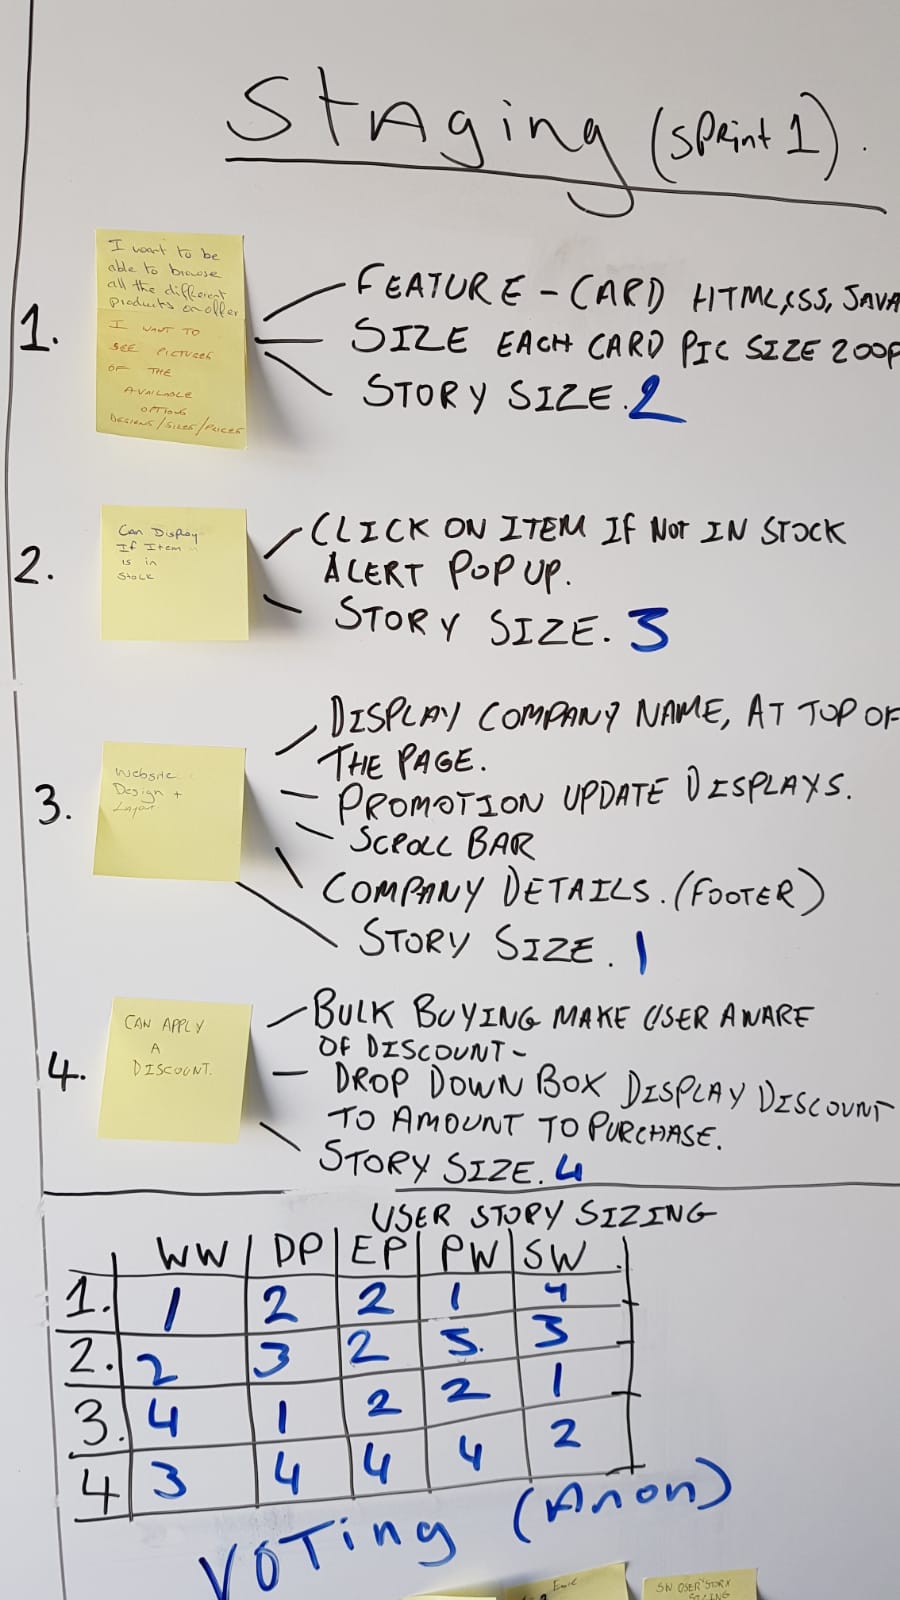 Staging (Sprint 1).
1.
I want to be
able to browse
all the different
products on offer
I WANT TO
SEE PICTURES
OF THE
AVAILABLE
OPTIONS
DESIGNS/SIZES/PRICES
FEATURE - CARD HTML, CSS, JAVA
SIZE EACH CARD PIC SIZE 200P
STORY SIZE. 2
2.
Can Display
If Item
is in
Stock
CLICK ON ITEM IF NOT IN STOCK
ALERT POP UP.
STORY SIZE. 3
3.
Website
Design +
Layout
DISPLAY COMPANY NAME, AT TOP OF
THE PAGE.
PROMOTION UPDATE DISPLAYS.
SCROLL BAR
COMPANY DETAILS. (FOOTER)
STORY SIZE. 1
4.
CAN APPLY
A
DISCOUNT.
BULK BUYING MAKE USER AWARE
OF DISCOUNT -
DROP DOWN BOX DISPLAY DISCOUNT
TO AMOUNT TO PURCHASE.
STORY SIZE. 4
USER STORY SIZING
WW DP EP PW SW
1. 1 2 2 1 4
2. 2 3 2 3. 3
3. 4 1 2 2 1
4 3 4 4 4 2
VOTing (Anon)
SW USER STORY